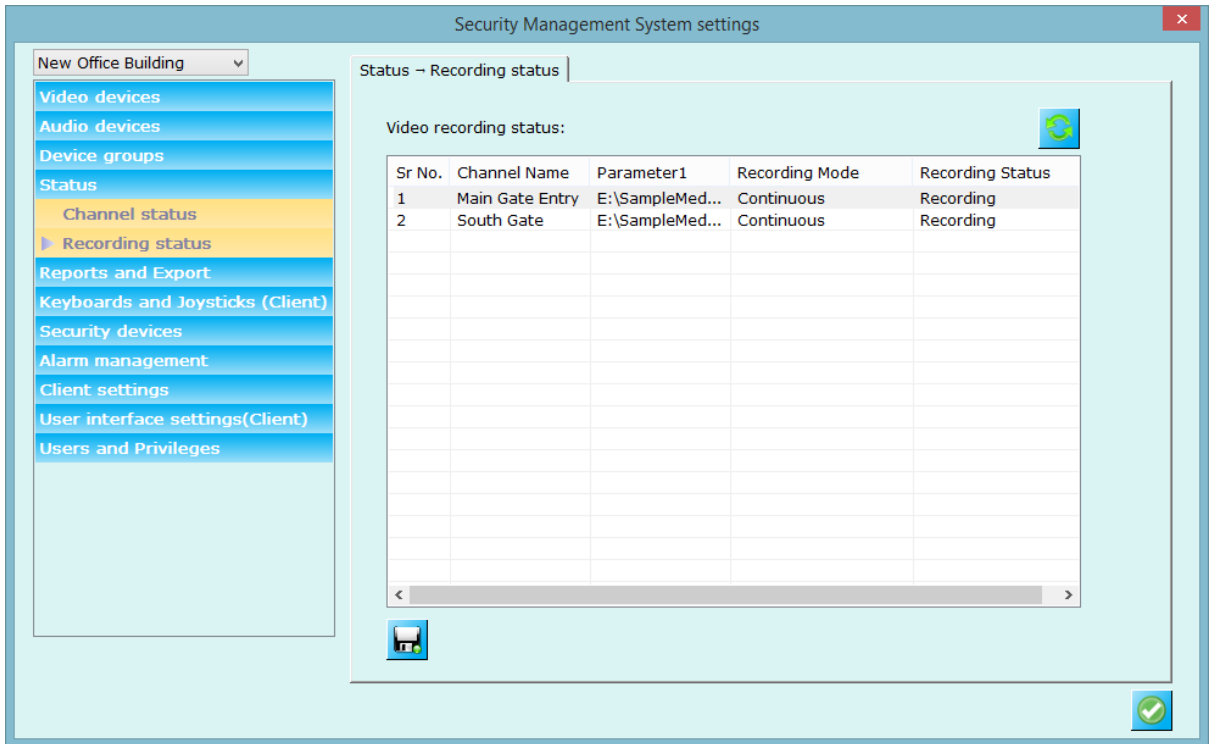 Security Management System settings
New Office Building
Video devices
Audio devices
Device groups
Status
Channel status
Recording status
Reports and Export
Keyboards and Joysticks (Client)
Security devices
Alarm management
Client settings
User interface settings(Client)
Users and Privileges
Status → Recording status
Video recording status:
Sr No. Channel Name Parameter1 Recording Mode Recording Status
1 Main Gate Entry E:\SampleMed... Continuous Recording
2 South Gate E:\SampleMed... Continuous Recording